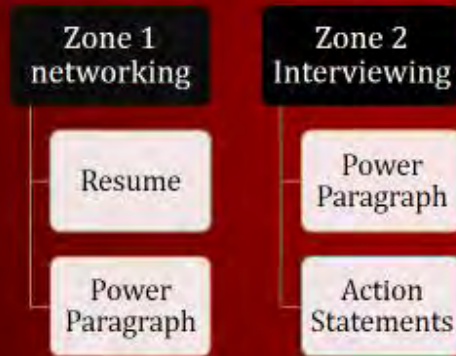 Zone 1
networking
Resume
Power
Paragraph
Zone 2
Interviewing
Power
Paragraph
Action
Statements